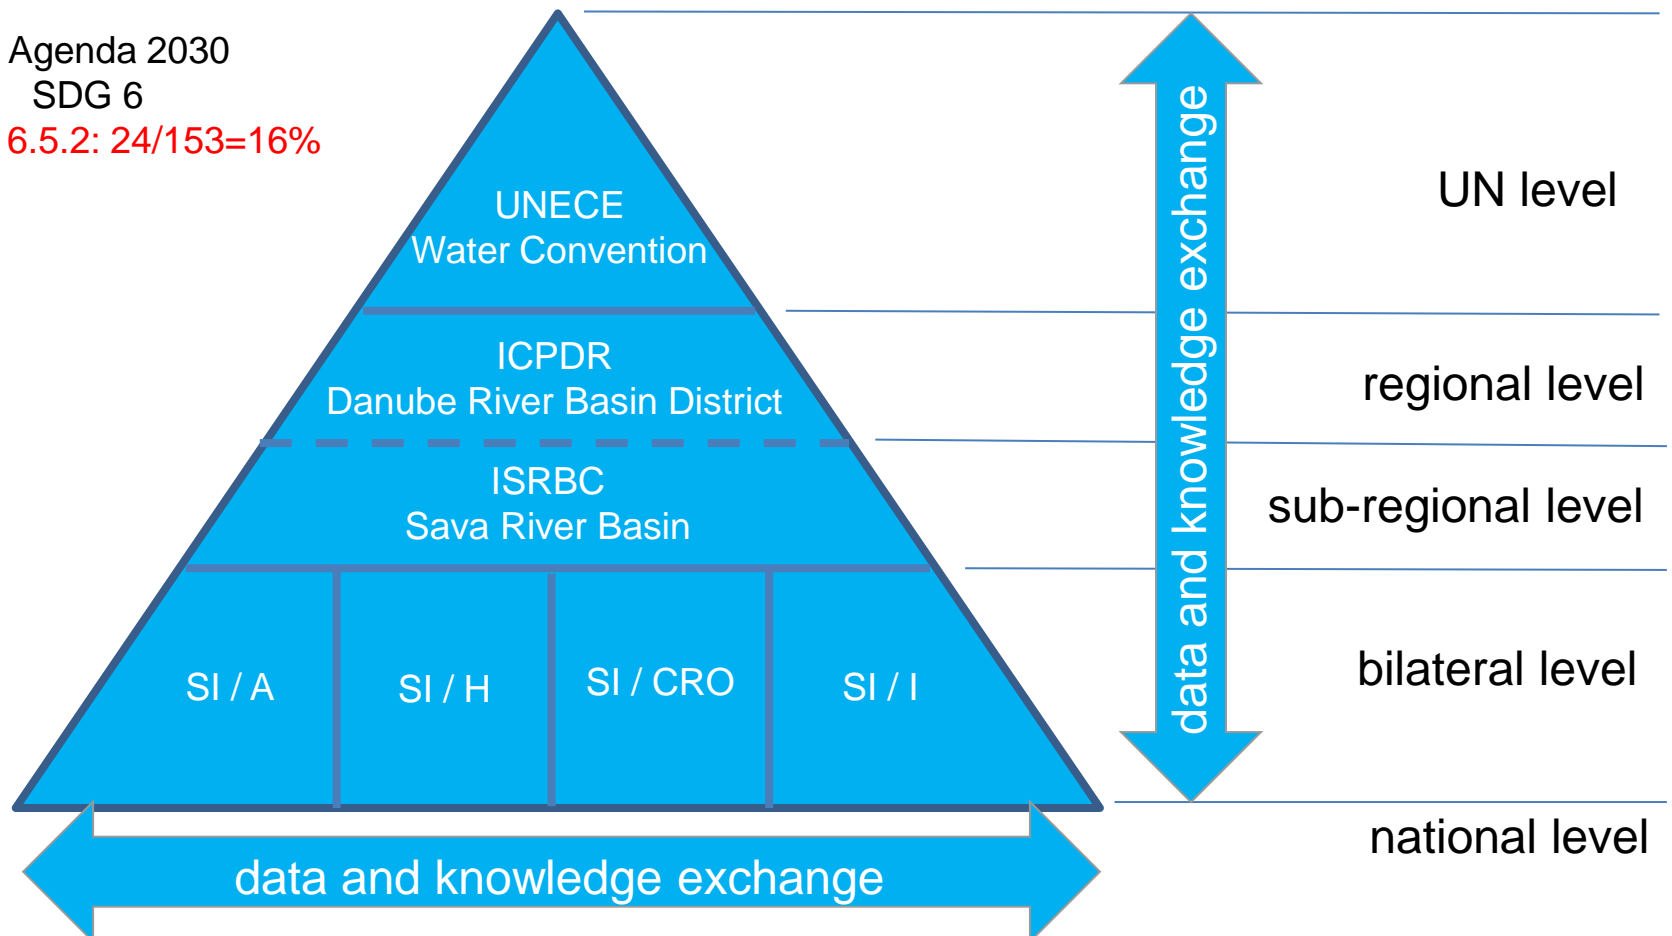 Agenda 2030
SDG 6
6.5.2: 24/153=16%
UNECE
Water Convention
ICPDR
Danube River Basin District
ISRBC
Sava River Basin
SI / A
SI / H
SI / CRO
SI / I
data and knowledge exchange
data and knowledge exchange
UN level
regional level
sub-regional level
bilateral level
national level